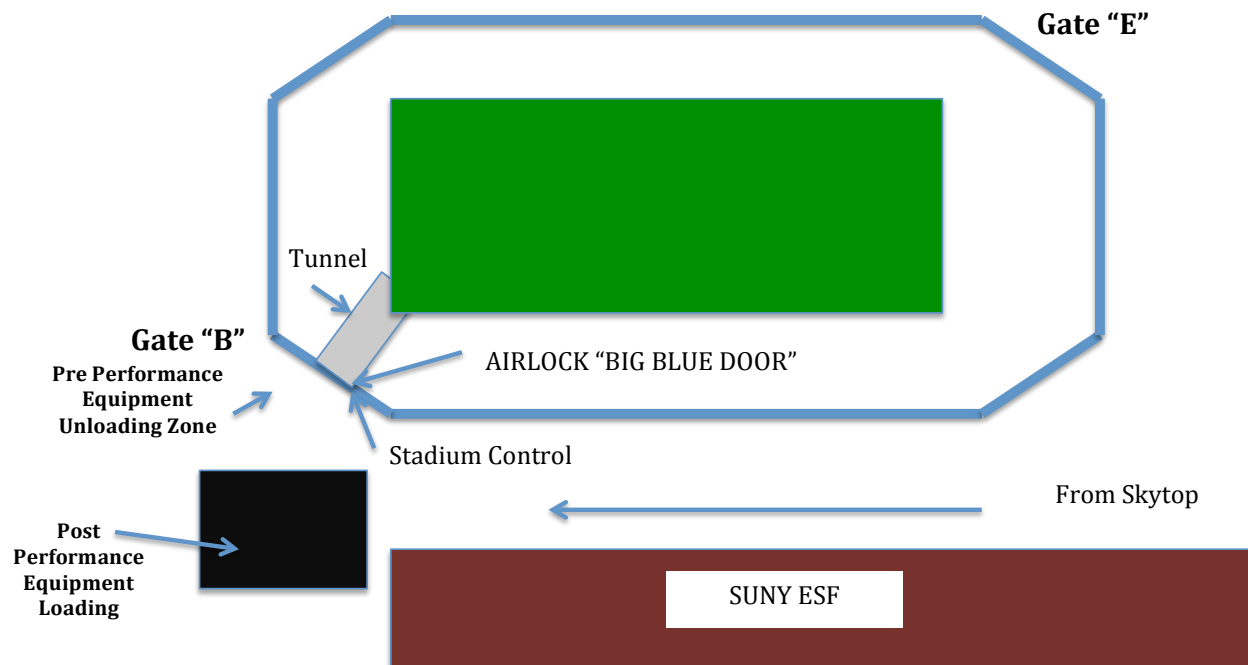 Gate “E”
Tunnel
Gate “B”
Pre Performance
Equipment
Unloading Zone
AIRLOCK “BIG BLUE DOOR”
Stadium Control
From Skytop
Post
Performance
Equipment
Loading
SUNY ESF